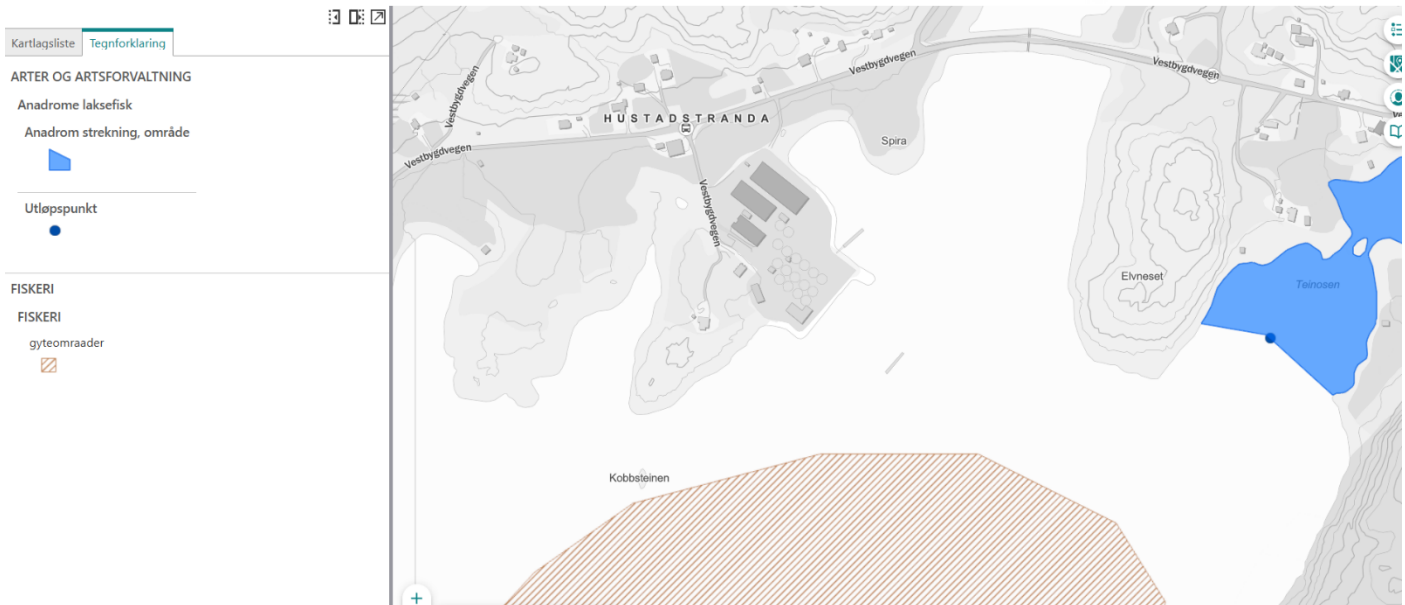 Kartlagsliste
Tegnforklaring
ARTER OG ARTSFORVALTNING
Anadrome laksefisk
Anadrom strekning, område
Utløpspunkt
FISKERI
FISKERI
gyteomraader
Vestbygdvegen
Vestbygdvegen
Vestbygdvegen
Vestbygdvegen
HUSTADSTRANDA
Vestbygdvegen
Spira
Elvneset
Teinosen
Kobbsteinen
+